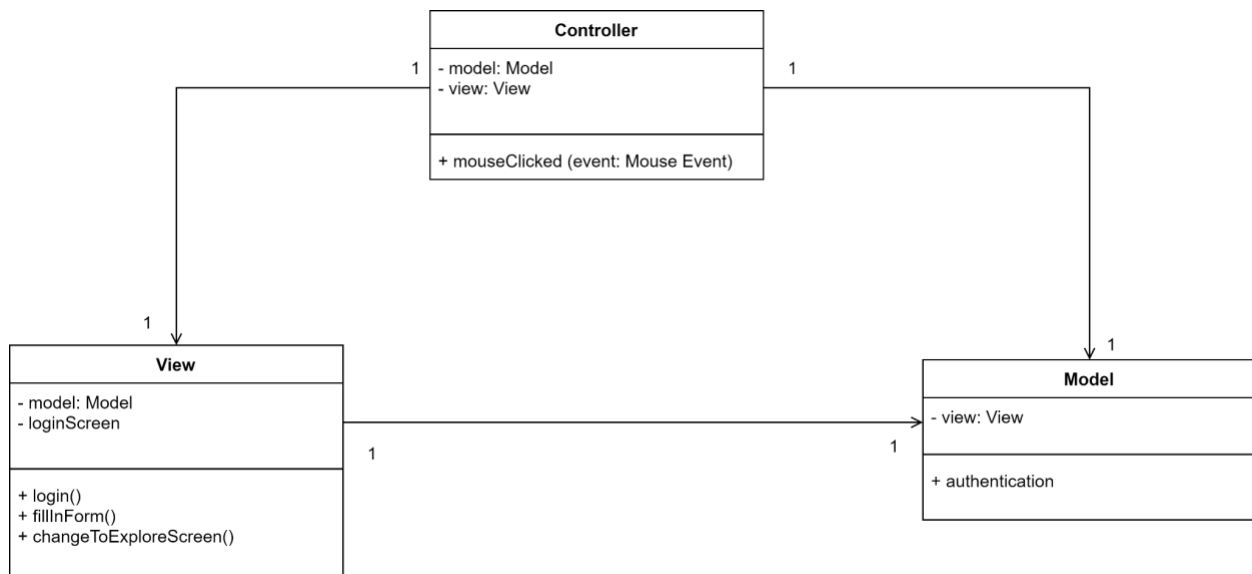 Controller
- model: Model
- view: View
+ mouseClicked (event: Mouse Event)
1
1
1
1
View
- model: Model
- loginScreen
+ login()
+ fillInForm()
+ changeToExploreScreen()
1
1
Model
- view: View
+ authentication